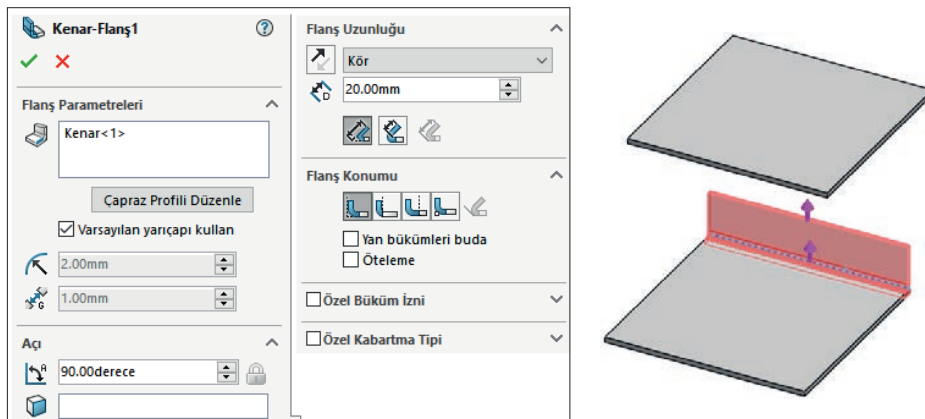 Kenar-Flanş1
Flanş Parametreleri
Kenar<1>
Çapraz Profili Düzenle
Varsayılan yarıçapı kullan
2.00mm
G
1.00mm
Açı
A
90.00derece
Flanş Uzunluğu
Kör
D
20.00mm
Flanş Konumu
Yan bükümleri buda
Öteleme
Özel Büküm İzni
Özel Kabartma Tipi